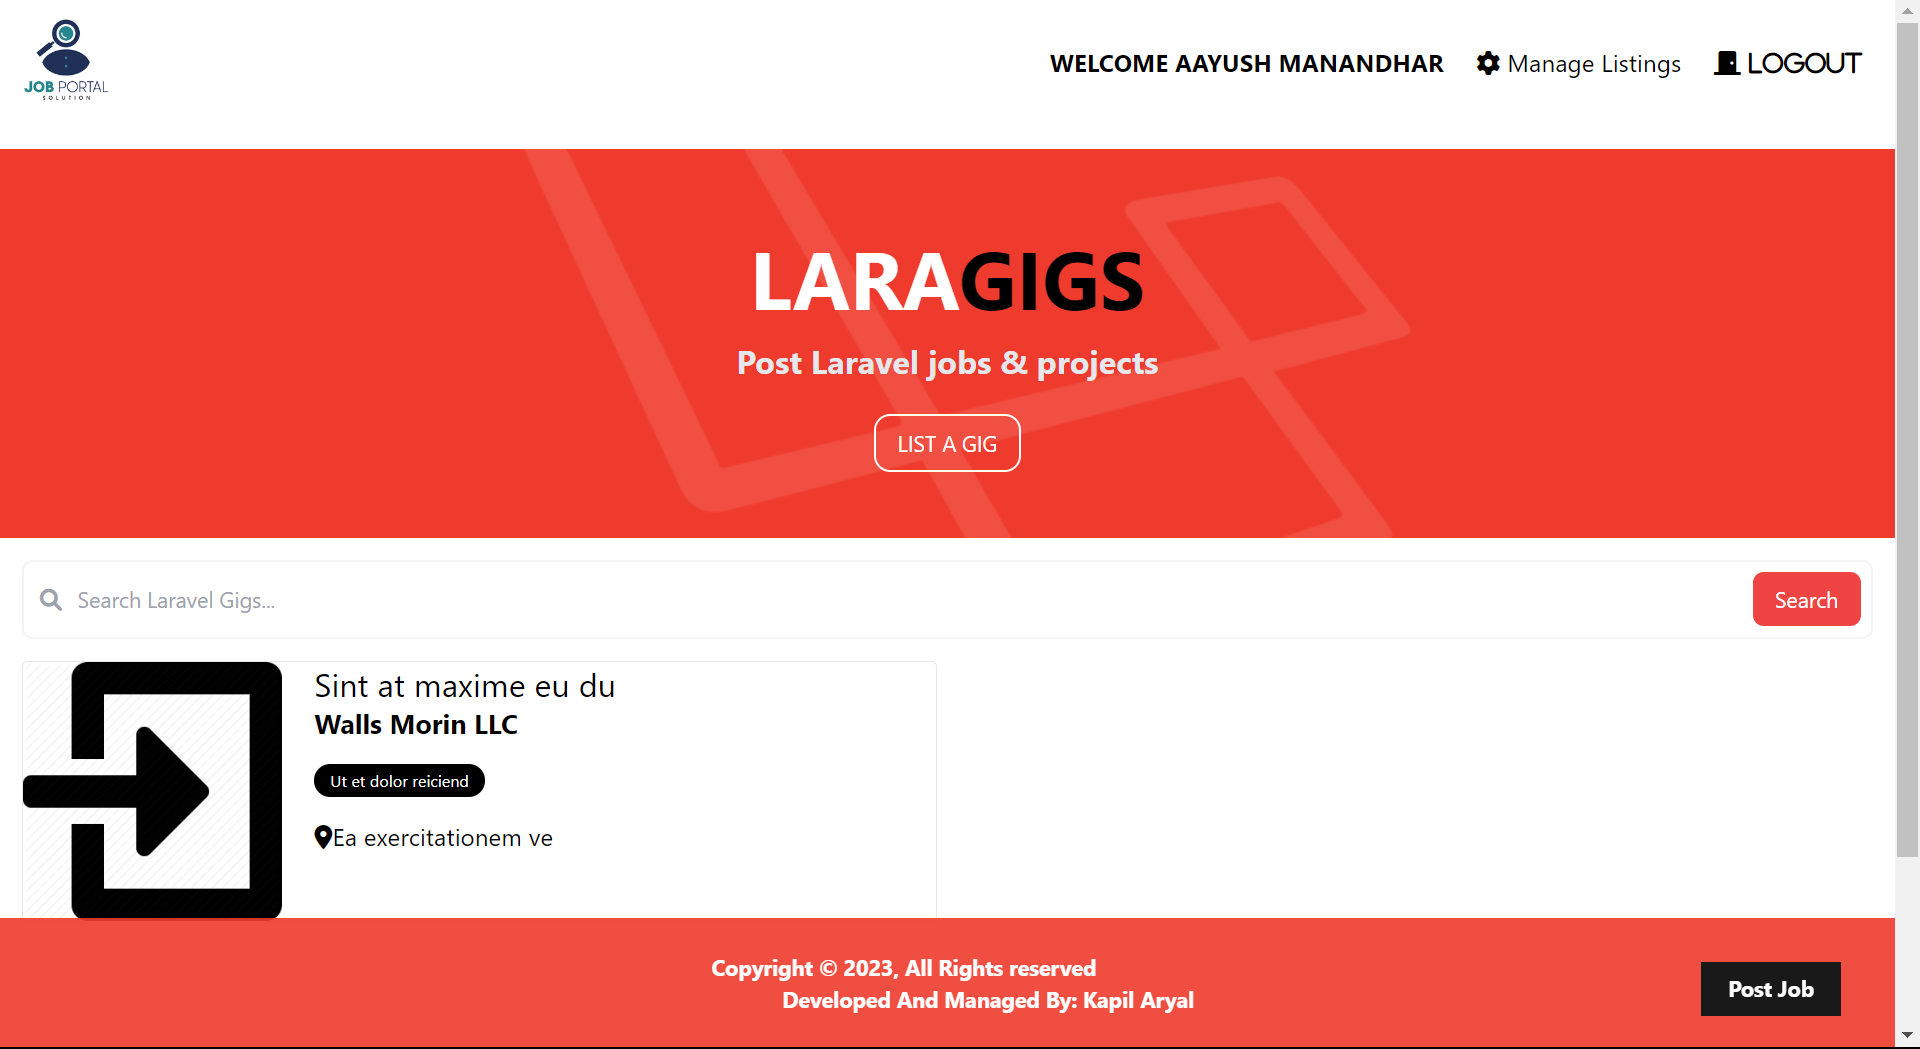 JOB PORTAL
SOLUTION
WELCOME AAYUSH MANANDHAR
Manage Listings
LOGOUT
LARAGIGS
Post Laravel jobs & projects
LIST A GIG
Search Laravel Gigs...
Search
Sint at maxime eu du
Walls Morin LLC
Ut et dolor reiciend
Ea exercitationem ve
Copyright © 2023, All Rights reserved
Developed And Managed By: Kapil Aryal
Post Job